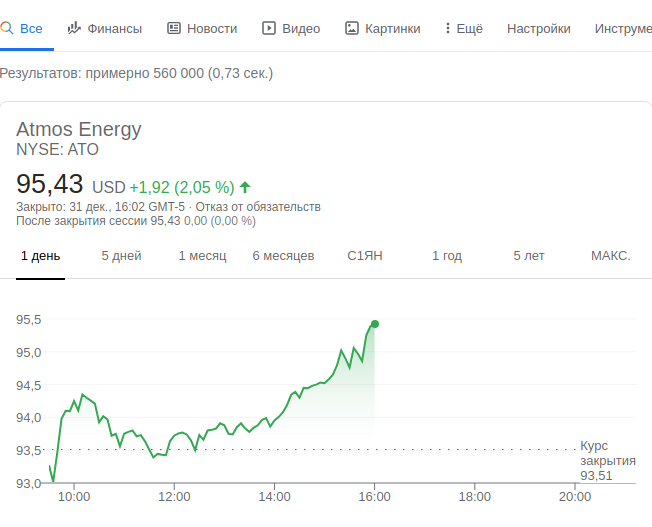 Все Финансы Новости Видео Картинки Ещё Настройки Инструме
Результатов: примерно 560 000 (0,73 сек.)
Atmos Energy
NYSE: ATO
95,43 USD +1,92 (2,05 %)
Закрыто: 31 дек., 16:02 GMT-5 · Отказ от обязательств
После закрытия сессии 95,43 0,00 (0,00 %)
1 день 5 дней 1 месяц 6 месяцев С1ЯН 1 год 5 лет МАКС.
95,5
95,0
94,5
94,0
93,5
93,0
Курс
закрытия
93,51
10:00 12:00 14:00 16:00 18:00 20:00